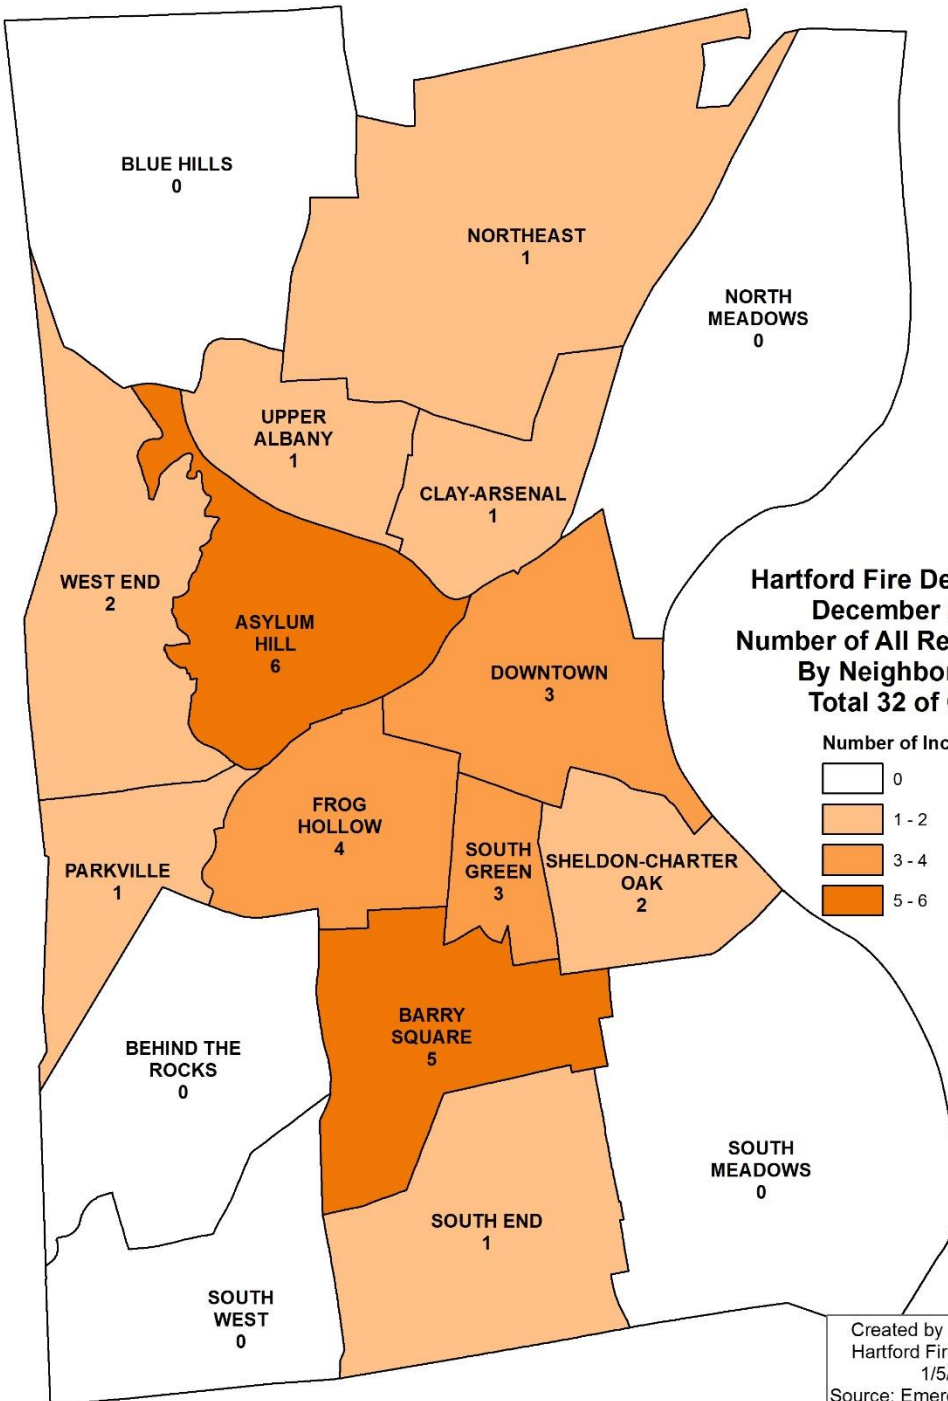 BLUE HILLS
0
NORTHEAST
1
NORTH
MEADOWS
0
UPPER
ALBANY
1
CLAY-ARSENAL
1
WEST END
2
ASYLUM
HILL
6
DOWNTOWN
3
Hartford Fire De
December
Number of All Re
By Neighbor
Total 32 of
Number of Inc
0
1 - 2
3 - 4
5 - 6
FROG
HOLLOW
4
SOUTH
GREEN
3
SHELDON-CHARTER
OAK
2
PARKVILLE
1
BARRY
SQUARE
5
BEHIND THE
ROCKS
0
SOUTH
MEADOWS
0
SOUTH END
1
SOUTH
WEST
0
Created by
Hartford Fir
1/5/
Source: Emer